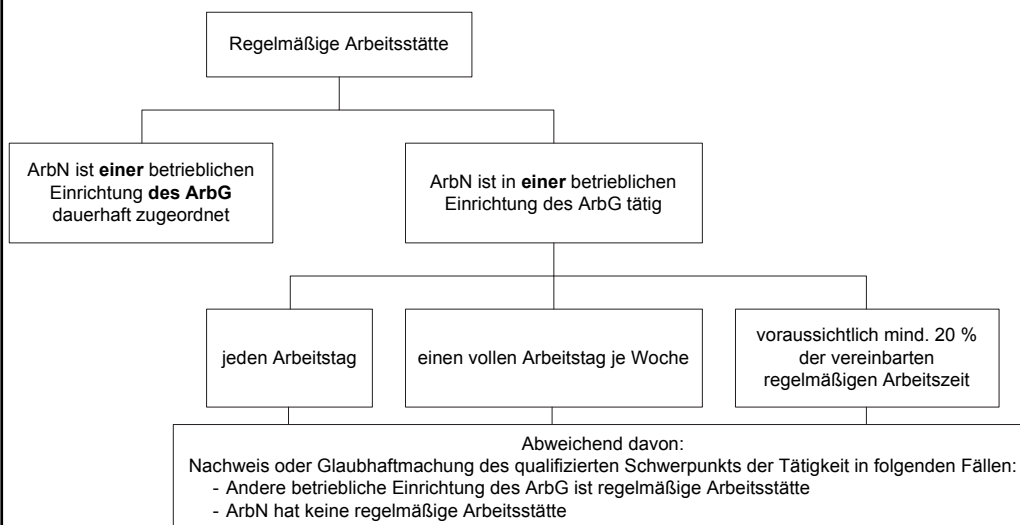 Regelmäßige Arbeitsstätte
ArbN ist einer betrieblichen
Einrichtung des ArbG
dauerhaft zugeordnet
ArbN ist in einer betrieblichen
Einrichtung des ArbG tätig
jeden Arbeitstag
einen vollen Arbeitstag je Woche
voraussichtlich mind. 20 %
der vereinbarten
regelmäßigen Arbeitszeit
Abweichend davon:
Nachweis oder Glaubhaftmachung des qualifizierten Schwerpunkts der Tätigkeit in folgenden Fällen:
- Andere betriebliche Einrichtung des ArbG ist regelmäßige Arbeitsstätte
- ArbN hat keine regelmäßige Arbeitsstätte